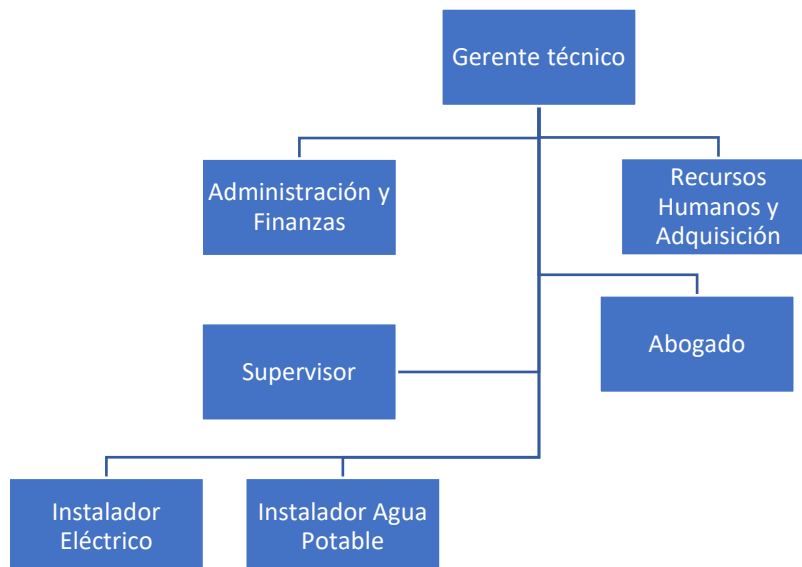 Gerente técnico
Administración y
Finanzas
Recursos
Humanos y
Adquisición
Supervisor
Abogado
Instalador
Eléctrico
Instalador Agua
Potable